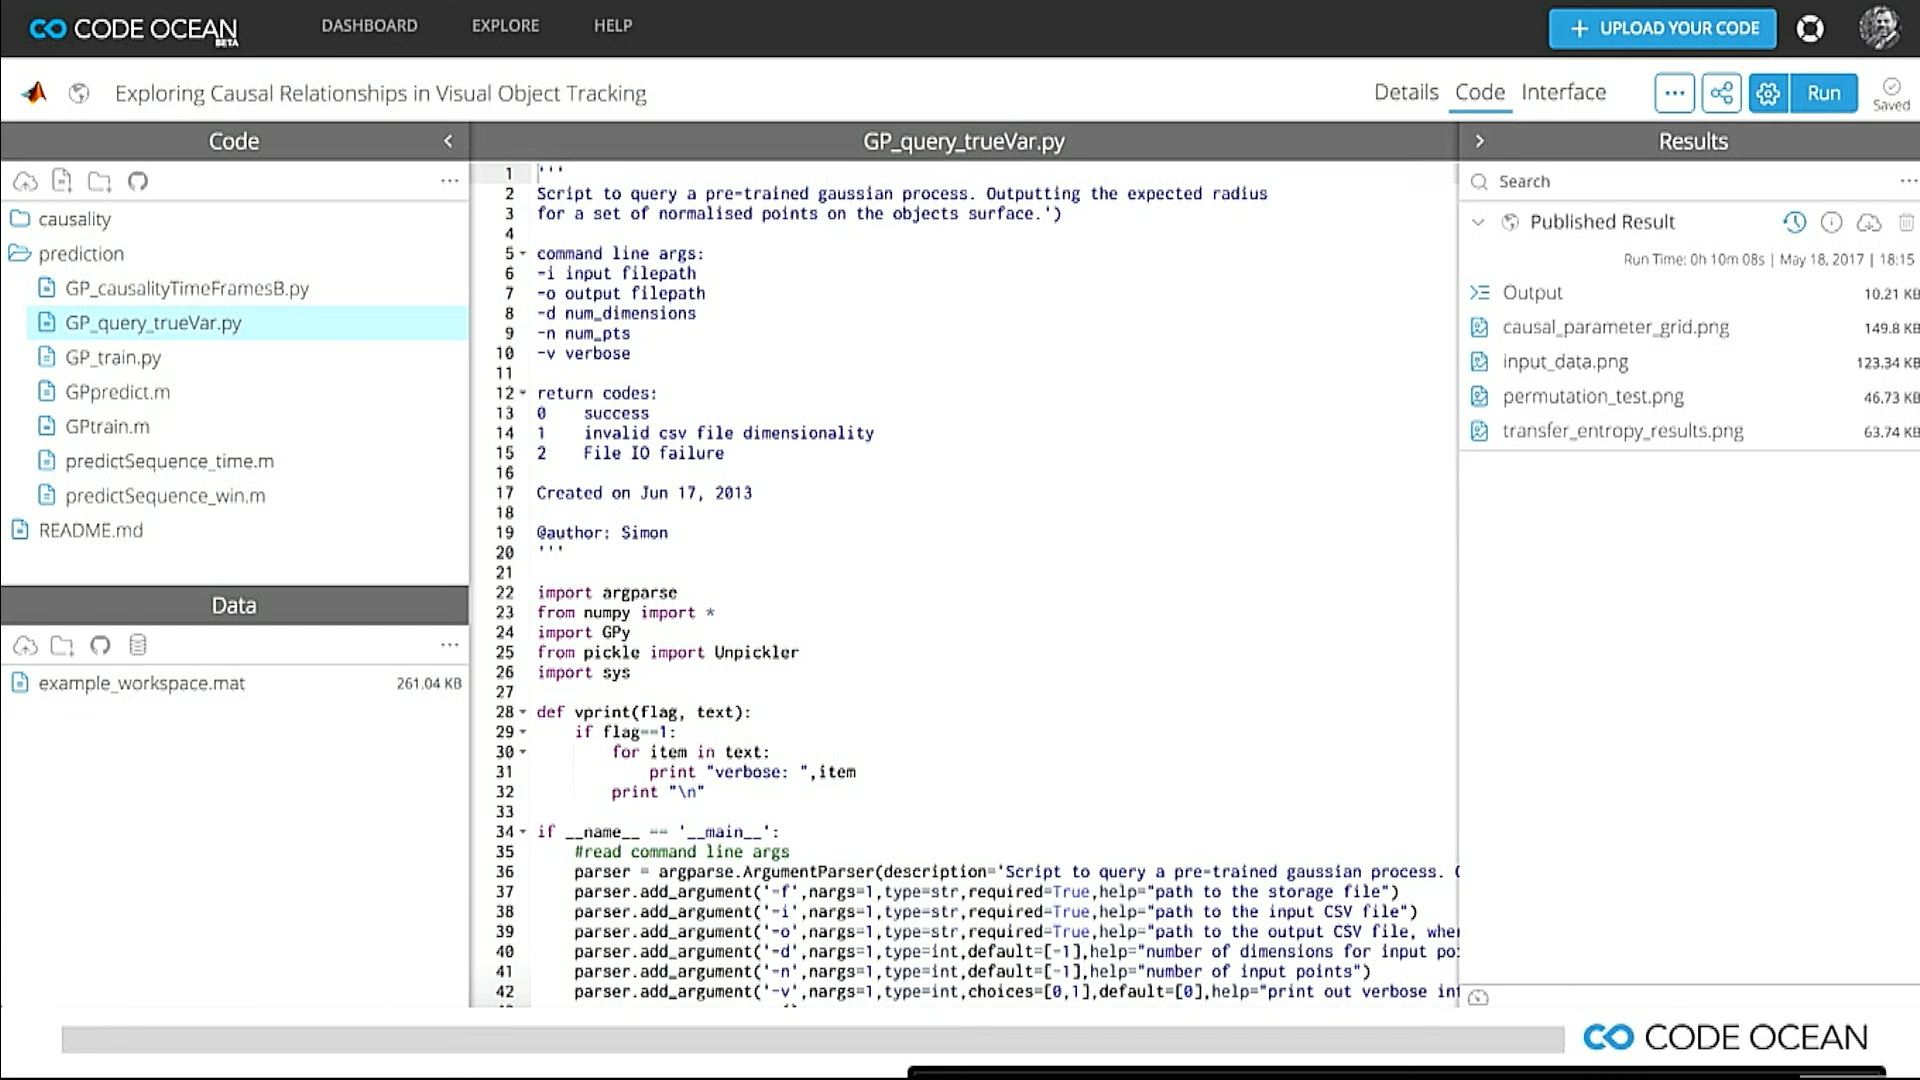 CODE OCEAN
BETA
DASHBOARD
EXPLORE
HELP
+ UPLOAD YOUR CODE
Exploring Causal Relationships in Visual Object Tracking
Details
Code
Interface
Run
Saved
Code
causality
prediction
GP_causalityTimeFramesB.py
GP_query_trueVar.py
GP_train.py
GPpredict.m
GPtrain.m
predictSequence_time.m
predictSequence_win.m
README.md
Data
example_workspace.mat 261.04 KB
GP_query_trueVar.py
1 '''
2 Script to query a pre-trained gaussian process. Outputting the expected radius
3 for a set of normalised points on the objects surface.')
4
5 command line args:
6 -i input filepath
7 -o output filepath
8 -d num_dimensions
9 -n num_pts
10 -v verbose
11
12 return codes:
13 0 success
14 1 invalid csv file dimensionality
15 2 File IO failure
16
17 Created on Jun 17, 2013
18
19 @author: Simon
20 '''
21
22 import argparse
23 from numpy import *
24 import GPy
25 from pickle import Unpickler
26 import sys
27
28 def vprint(flag, text):
29 if flag==1:
30 for item in text:
31 print "verbose: ",item
32 print "\n"
33
34 if __name__ == '__main__':
35 #read command line args
36 parser = argparse.ArgumentParser(description='Script to query a pre-trained gaussian process.
37 parser.add_argument('-f',nargs=1,type=str,required=True,help="path to the storage file")
38 parser.add_argument('-i',nargs=1,type=str,required=True,help="path to the input CSV file")
39 parser.add_argument('-o',nargs=1,type=str,required=True,help="path to the output CSV file, whe
40 parser.add_argument('-d',nargs=1,type=int,default=[-1],help="number of dimensions for input po
41 parser.add_argument('-n',nargs=1,type=int,default=[-1],help="number of input points")
42 parser.add_argument('-v',nargs=1,type=int,choices=[0,1],default=[0],help="print out verbose in
Results
Search
Published Result
Run Time: 0h 10m 08s | May 18, 2017 | 18:15
Output 10.21 KB
causal_parameter_grid.png 149.8 KB
input_data.png 123.34 KB
permutation_test.png 46.73 KB
transfer_entropy_results.png 63.74 KB
CODE OCEAN